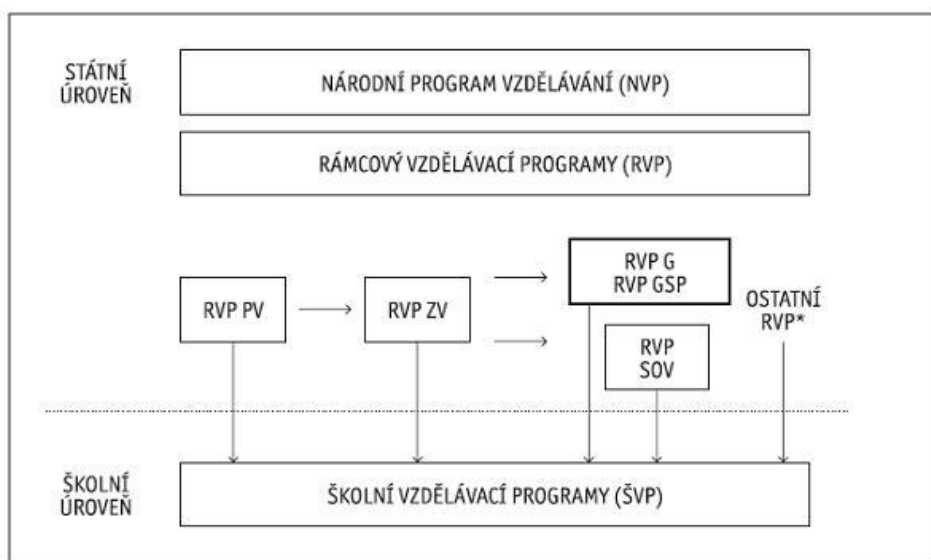 STÁTNÍ
ÚROVEŇ
NÁRODNÍ PROGRAM VZDĚLÁVÁNÍ (NVP)
RÁMCOVÝ VZDĚLÁVACÍ PROGRAMY (RVP)
RVP PV
RVP ZV
RVP G
RVP GSP
RVP
SOV
OSTATNÍ
RVP*
ŠKOLNÍ
ÚROVEŇ
ŠKOLNÍ VZDĚLÁVACÍ PROGRAMY (ŠVP)